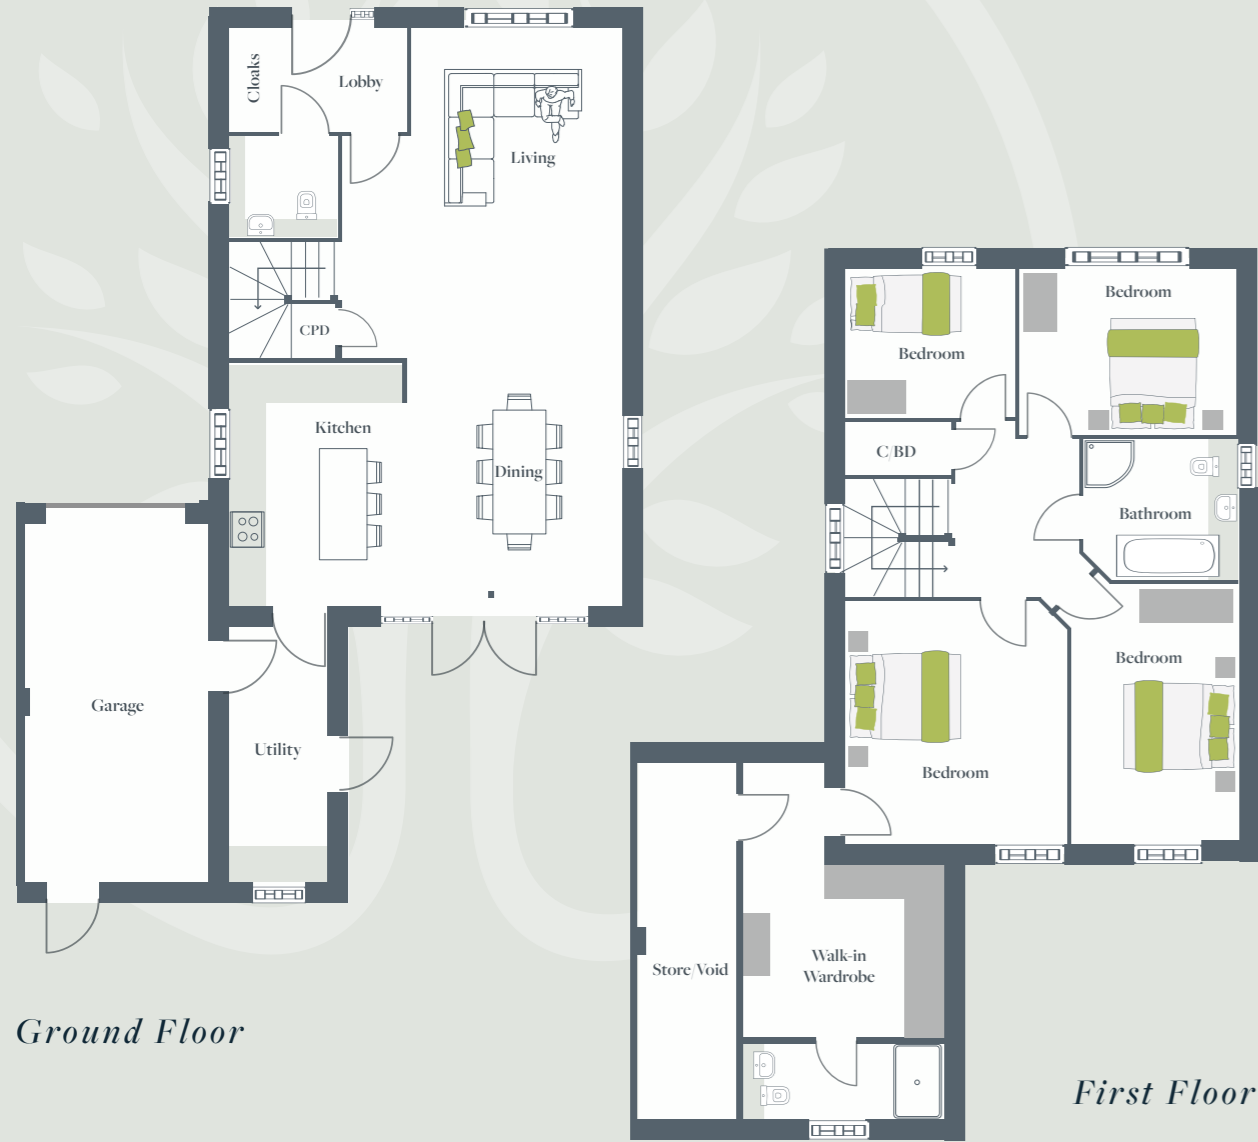 Cloaks
Lobby
Living
CPD
Kitchen
Dining
Garage
Utility
Ground Floor
Bedroom
Bedroom
C/BD
Bathroom
Bedroom
Bedroom
Store/Void
Walk-in
Wardrobe
First Floor